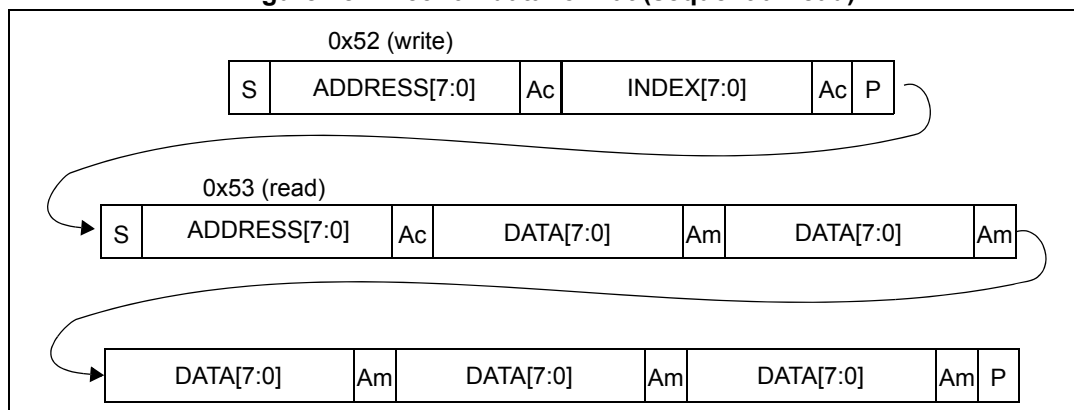 0x52 (write)
S ADDRESS[7:0] Ac INDEX[7:0] Ac P
0x53 (read)
S ADDRESS[7:0] Ac DATA[7:0] Am DATA[7:0] Am
DATA[7:0] Am DATA[7:0] Am DATA[7:0] Am P